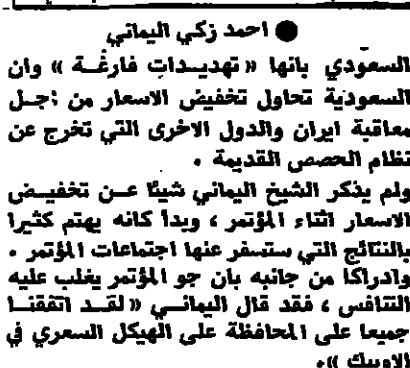 ● احمد زكي اليماني
السعودي بانها « تهديدات فارغة » وان
السعودية تحاول تخفيض الاسعار من اجل
معاقبة ايران والدول الاخرى التي تخرج عن
نظام الحصص القديمة .
ولم يذكر الشيخ اليماني شيئا عن تخفيض
الاسعار اثناء المؤتمر ، وبدأ كانه يهتم كثيرا
بالنتائج التي ستسفر عنها اجتماعات المؤتمر .
وادراكا من جانبه بان جو المؤتمر يغلب عليه
التنافس ، فقد قال اليماني « لقد اتفقنا
جميعا على المحافظة على الهيكل السعري في
الاوبيك ».